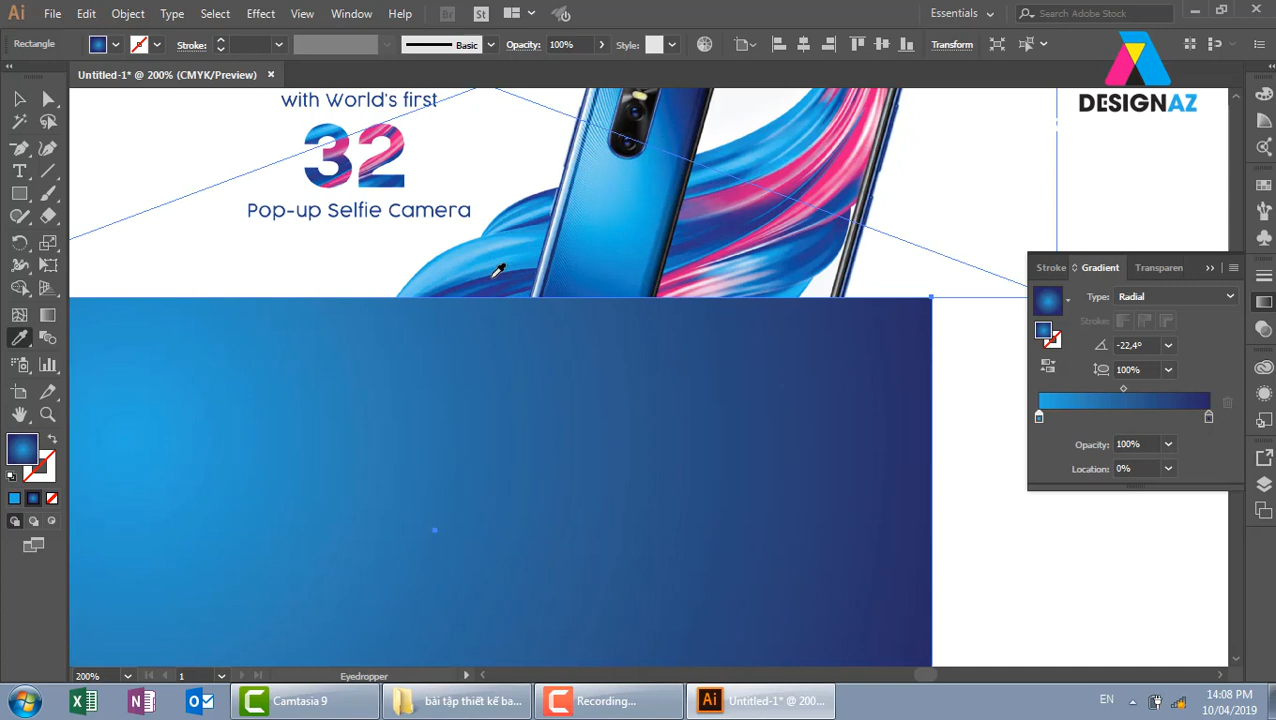 Ai File Edit Object Type Select Effect View Window Help Br St Essentials Search Adobe Stock
Rectangle Stroke: Basic Opacity: 100% Style: Transform
Untitled-1* @ 200% (CMYK/Preview) ×
DESIGNAZ
with World's first
32
Pop-up Selfie Camera
Stroke Gradient Transparen
Type: Radial
Stroke:
-22,4°
100%
Opacity: 100%
Location: 0%
200% 1 Eyedropper
Camtasia 9 bài tập thiết kế ba... Recording... Ai Untitled-1* @ 200... EN 14:08 PM
10/04/2019